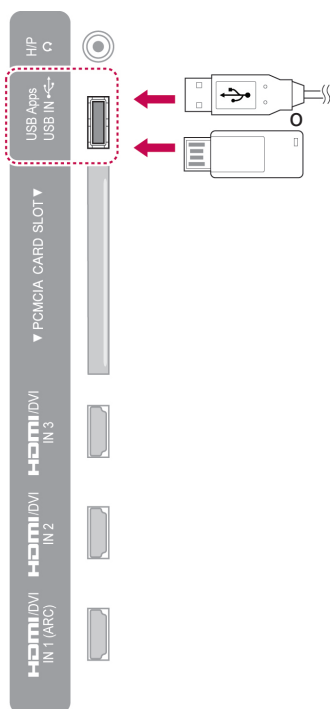 H/P
USB Apps
USB IN
▼ PCMCIA CARD SLOT ▼
HDMI/DVI
IN 3
HDMI/DVI
IN 2
HDMI/DVI
IN 1 (ARC)
O